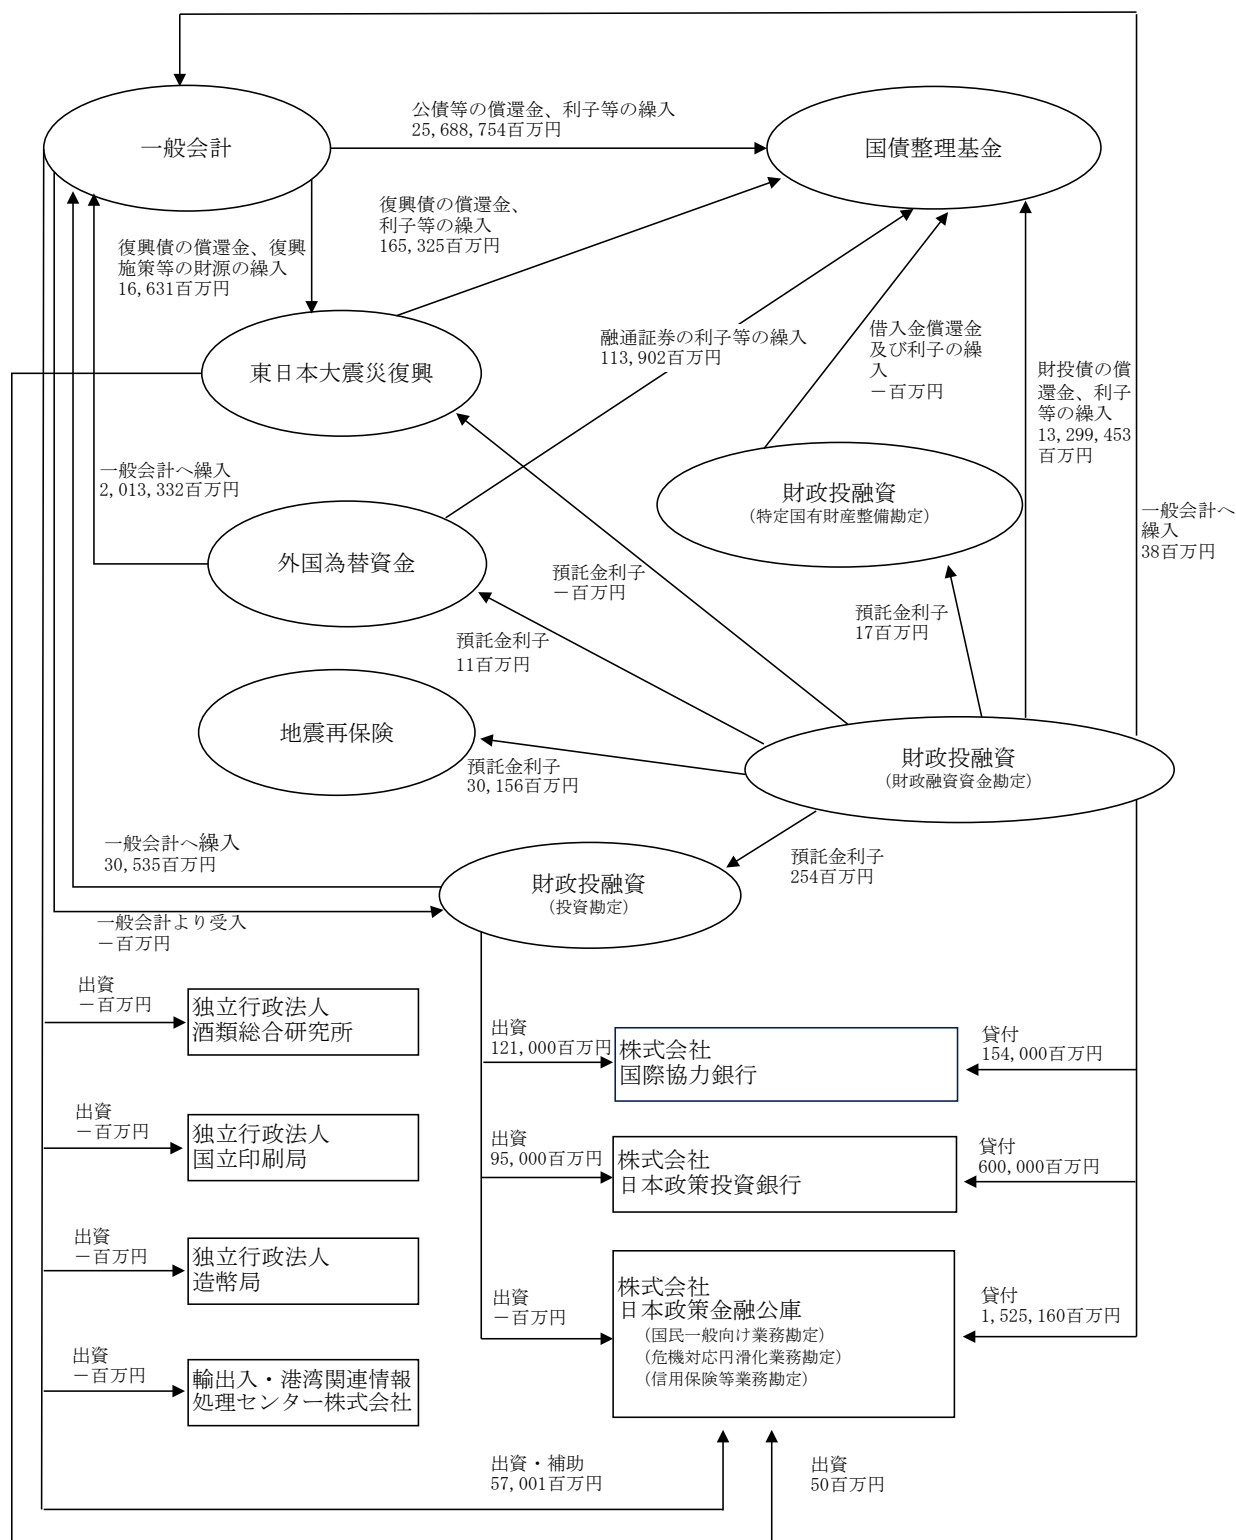 一般会計
公債等の償還金、利子等の繰入
25,688,754百万円
国債整理基金
復興債の償還金、
利子等の繰入
165,325百万円
復興債の償還金、復興
施策等の財源の繰入
16,631百万円
東日本大震災復興
融通証券の利子等の繰入
113,902百万円
借入金償還金
及び利子の繰
入
-百万円
財投債の償
還金、利子
等の繰入
13,299,453
百万円
一般会計へ繰入
2,013,332百万円
財政投融資
(特定国有財産整備勘定)
一般会計へ
繰入
38百万円
外国為替資金
預託金利子
-百万円
預託金利子
17百万円
預託金利子
11百万円
地震再保険
預託金利子
30,156百万円
財政投融資
(財政融資資金勘定)
一般会計へ繰入
30,535百万円
財政投融資
(投資勘定)
預託金利子
254百万円
一般会計より受入
-百万円
出資
-百万円
独立行政法人
酒類総合研究所
出資
121,000百万円
株式会社
国際協力銀行
貸付
154,000百万円
出資
-百万円
独立行政法人
国立印刷局
出資
95,000百万円
株式会社
日本政策投資銀行
貸付
600,000百万円
出資
-百万円
独立行政法人
造幣局
出資
-百万円
株式会社
日本政策金融公庫
(国民一般向け業務勘定)
(危機対応円滑化業務勘定)
(信用保険等業務勘定)
貸付
1,525,160百万円
出資
-百万円
輸出入・港湾関連情報
処理センター株式会社
出資・補助
57,001百万円
出資
50百万円